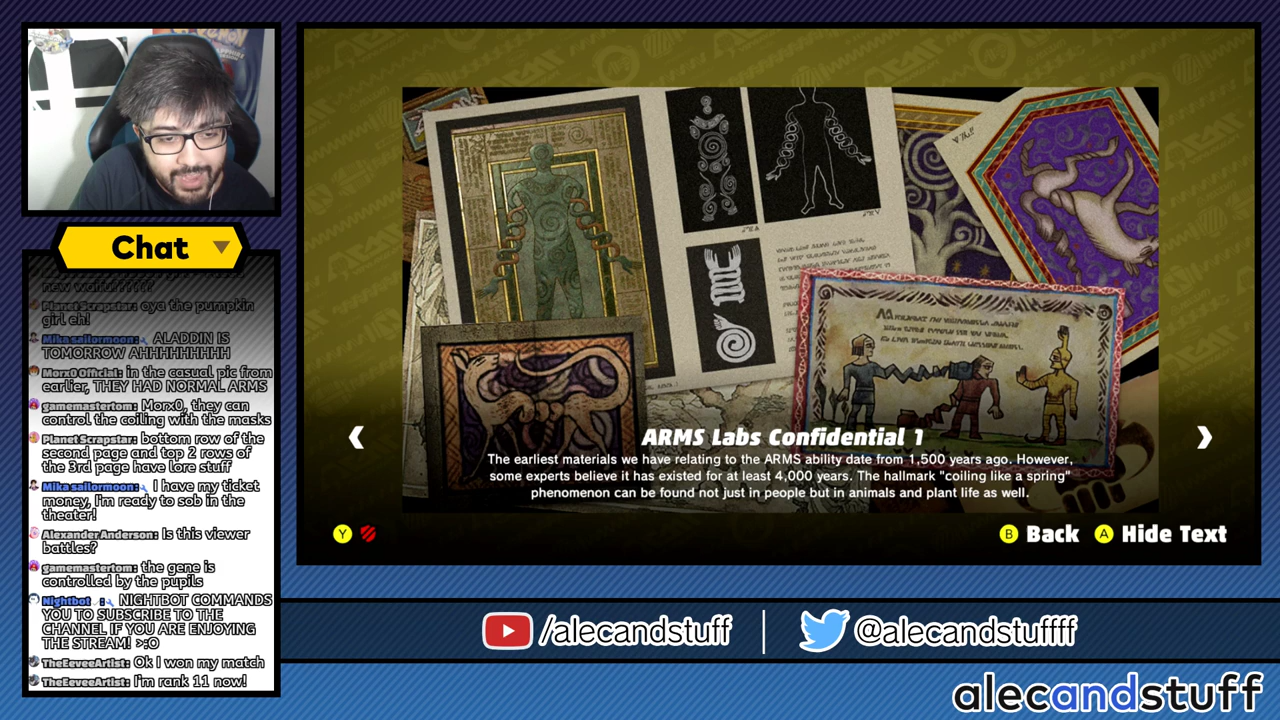 Chat
new waifu?????
Planet Scrapstar: oya the pumpkin
girl eh!
Mika sailormoon: ALADDIN IS
TOMORROW AHHHHHHHHH
Morx0 Official: in the casual pic from
earlier, THEY HAD NORMAL ARMS
gamemastertom: Morx0, they can
control the coiling with the masks
Planet Scrapstar: bottom row of the
second page and top 2 rows of
the 3rd page have lore stuff
Mika sailormoon: I have my ticket
money, I'm ready to sob in the
theater!
AlexanderAnderson: Is this viewer
battles?
gamemastertom: the gene is
controlled by the pupils
Nightbot: NIGHTBOT COMMANDS
YOU TO SUBSCRIBE TO THE
CHANNEL IF YOU ARE ENJOYING
THE STREAM! >:O
TheEeveeArtist: Ok I won my match
TheEeveeArtist: I'm rank 11 now!
ARMS Labs Confidential 1
The earliest materials we have relating to the ARMS ability date from 1,500 years ago. However,
some experts believe it has existed for at least 4,000 years. The hallmark "coiling like a spring"
phenomenon can be found not just in people but in animals and plant life as well.
Y
B Back A Hide Text
/alecandstuff | @alecandstuffff
alecandstuff